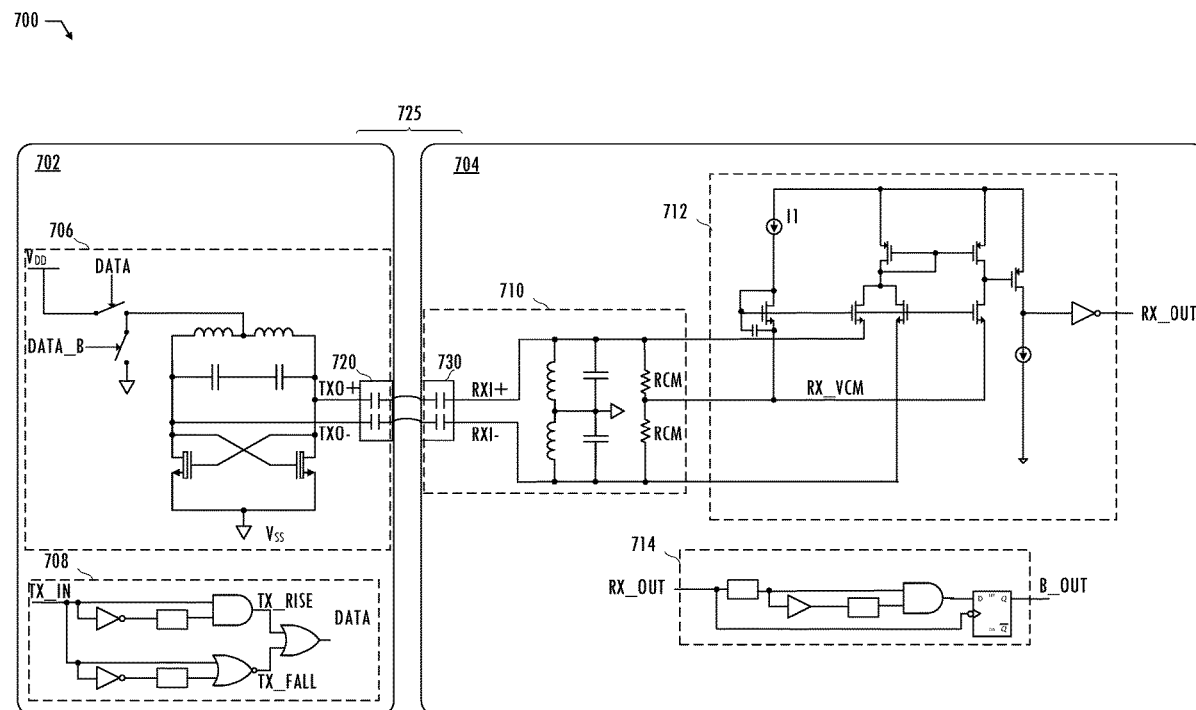 700
725
702
704
706
712
V_DD
DATA
I1
710
DATA_B
720
730
RX_OUT
TXO+
RXI+
RCM
RX_VCM
TXO-
RXI-
RCM
V_SS
708
714
TX_IN
TX_RISE
RX_OUT
B_OUT
DATA
D
Q
Q
TX_FALL